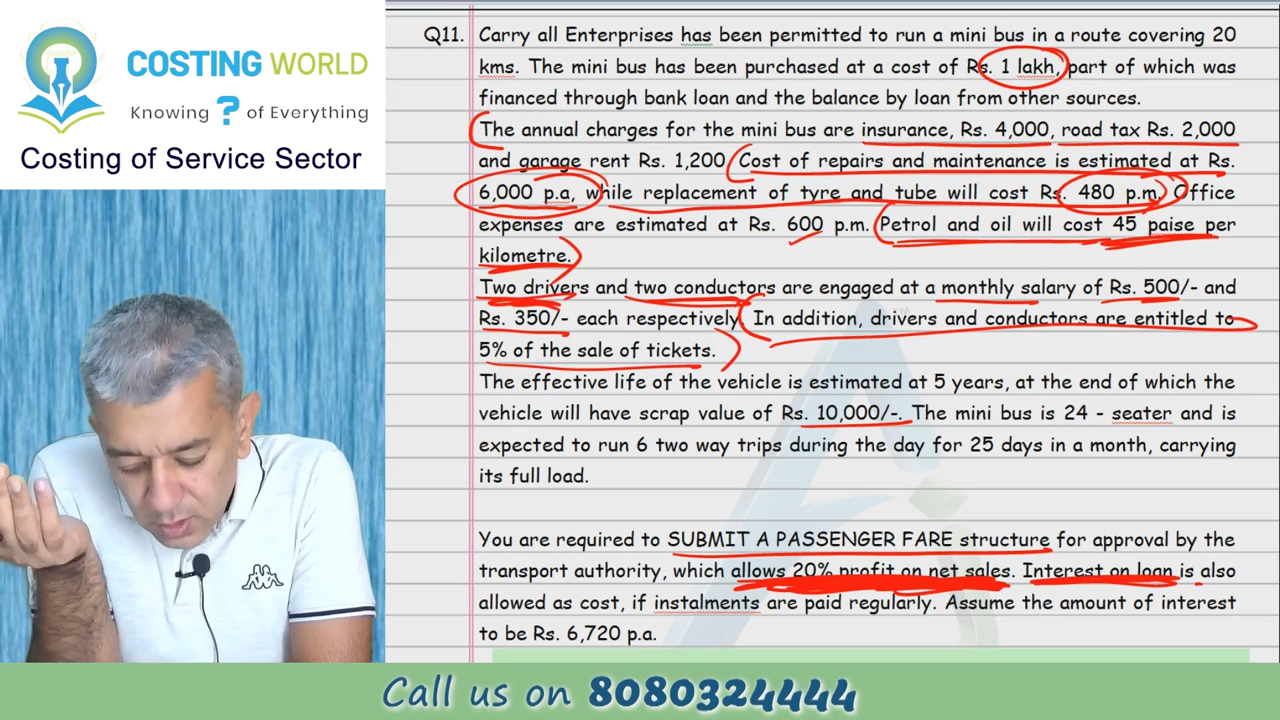 COSTING WORLD
Knowing ? of Everything
Costing of Service Sector
Q11. Carry all Enterprises has been permitted to run a mini bus in a route covering 20
kms. The mini bus has been purchased at a cost of Rs. 1 lakh, part of which was
financed through bank loan and the balance by loan from other sources.
The annual charges for the mini bus are insurance, Rs. 4,000, road tax Rs. 2,000
and garage rent Rs. 1,200 Cost of repairs and maintenance is estimated at Rs.
6,000 p.a, while replacement of tyre and tube will cost Rs. 480 p.m. Office
expenses are estimated at Rs. 600 p.m. Petrol and oil will cost 45 paise per
kilometre.
Two drivers and two conductors are engaged at a monthly salary of Rs. 500/- and
Rs. 350/- each respectively. In addition, drivers and conductors are entitled to
5% of the sale of tickets.
The effective life of the vehicle is estimated at 5 years, at the end of which the
vehicle will have scrap value of Rs. 10,000/-. The mini bus is 24 - seater and is
expected to run 6 two way trips during the day for 25 days in a month, carrying
its full load.
You are required to SUBMIT A PASSENGER FARE structure for approval by the
transport authority, which allows 20% profit on net sales. Interest on loan is also
allowed as cost, if instalments are paid regularly. Assume the amount of interest
to be Rs. 6,720 p.a.
Call us on 8080324444